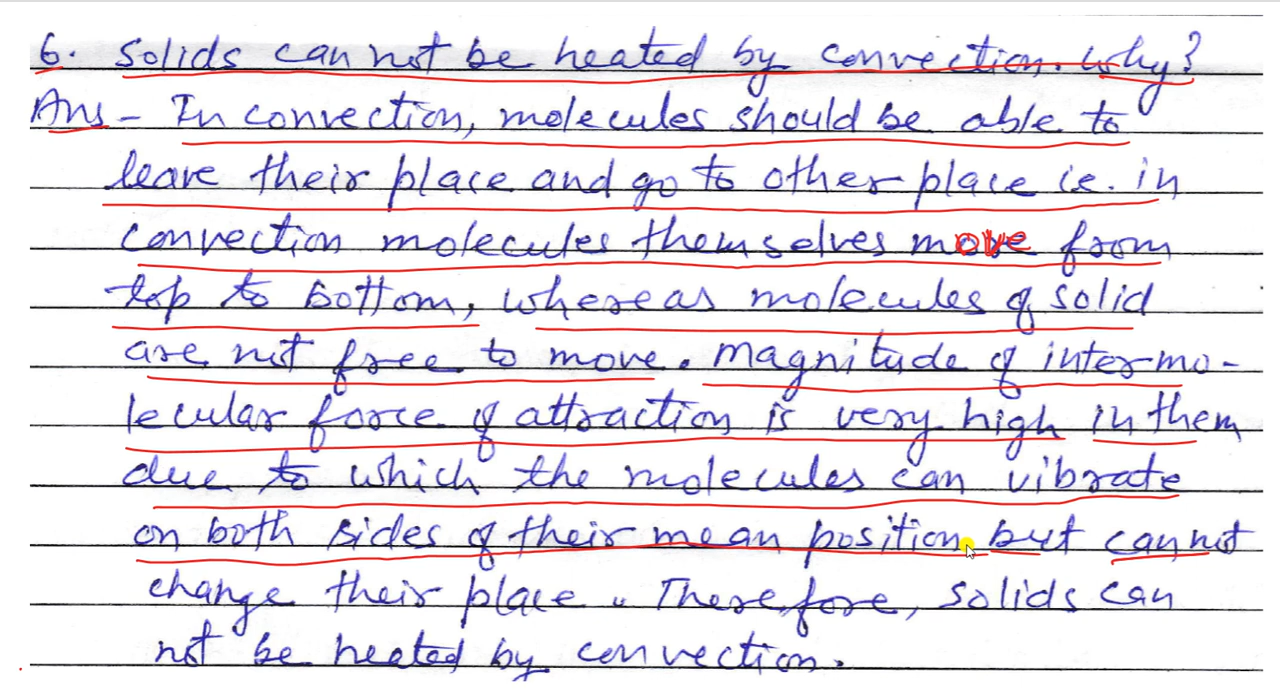 6. Solids can not be heated by convection. Why?
Ans - In convection, molecules should be able to
leave their place and go to other place i.e. in
convection molecules themselves move from
top to bottom, whereas molecules of solid
are not free to move. Magnitude of intermo-
lecular force of attraction is very high in them
due to which the molecules can vibrate
on both sides of their mean position but cannot
change their place. Therefore, solids can
not be heated by convection.